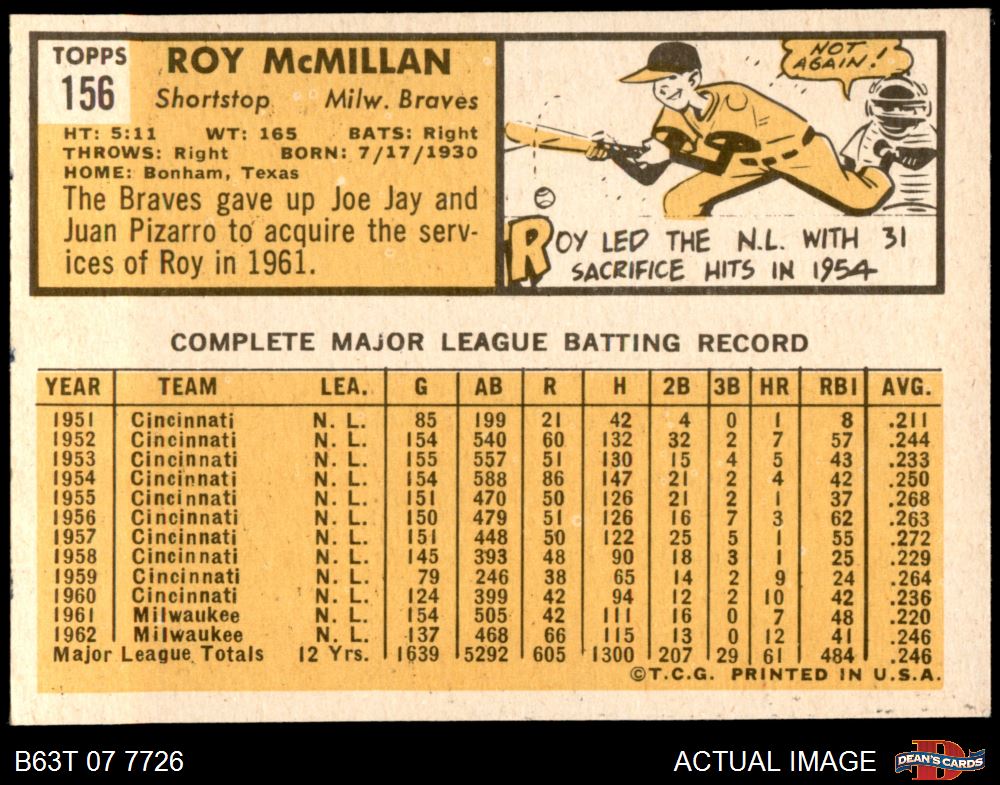 TOPPS
156
ROY McMILLAN
Shortstop Milw. Braves
HT: 5:11 WT: 165 BATS: Right
THROWS: Right BORN: 7/17/1930
HOME: Bonham, Texas
The Braves gave up Joe Jay and
Juan Pizarro to acquire the serv-
ices of Roy in 1961.
NOT
AGAIN!
ROY LED THE N.L. WITH 31
SACRIFICE HITS IN 1954
COMPLETE MAJOR LEAGUE BATTING RECORD
YEAR TEAM LEA. G AB R H 2B 3B HR RBI AVG.
1951 Cincinnati N. L. 85 199 21 42 4 0 1 8 .211
1952 Cincinnati N. L. 154 540 60 132 32 2 7 57 .244
1953 Cincinnati N. L. 155 557 51 130 15 4 5 43 .233
1954 Cincinnati N. L. 154 588 86 147 21 2 4 42 .250
1955 Cincinnati N. L. 151 470 50 126 21 2 1 37 .268
1956 Cincinnati N. L. 150 479 51 126 16 7 3 62 .263
1957 Cincinnati N. L. 151 448 50 122 25 5 1 55 .272
1958 Cincinnati N. L. 145 393 48 90 18 3 1 25 .229
1959 Cincinnati N. L. 79 246 38 65 14 2 9 24 .264
1960 Cincinnati N. L. 124 399 42 94 12 2 10 42 .236
1961 Milwaukee N. L. 154 505 42 111 16 0 7 48 .220
1962 Milwaukee N. L. 137 468 66 115 13 0 12 41 .246
Major League Totals 12 Yrs. 1639 5292 605 1300 207 29 61 484 .246
©T.C.G. PRINTED IN U.S.A.
B63T 07 7726
ACTUAL IMAGE
DEAN'S CARDS